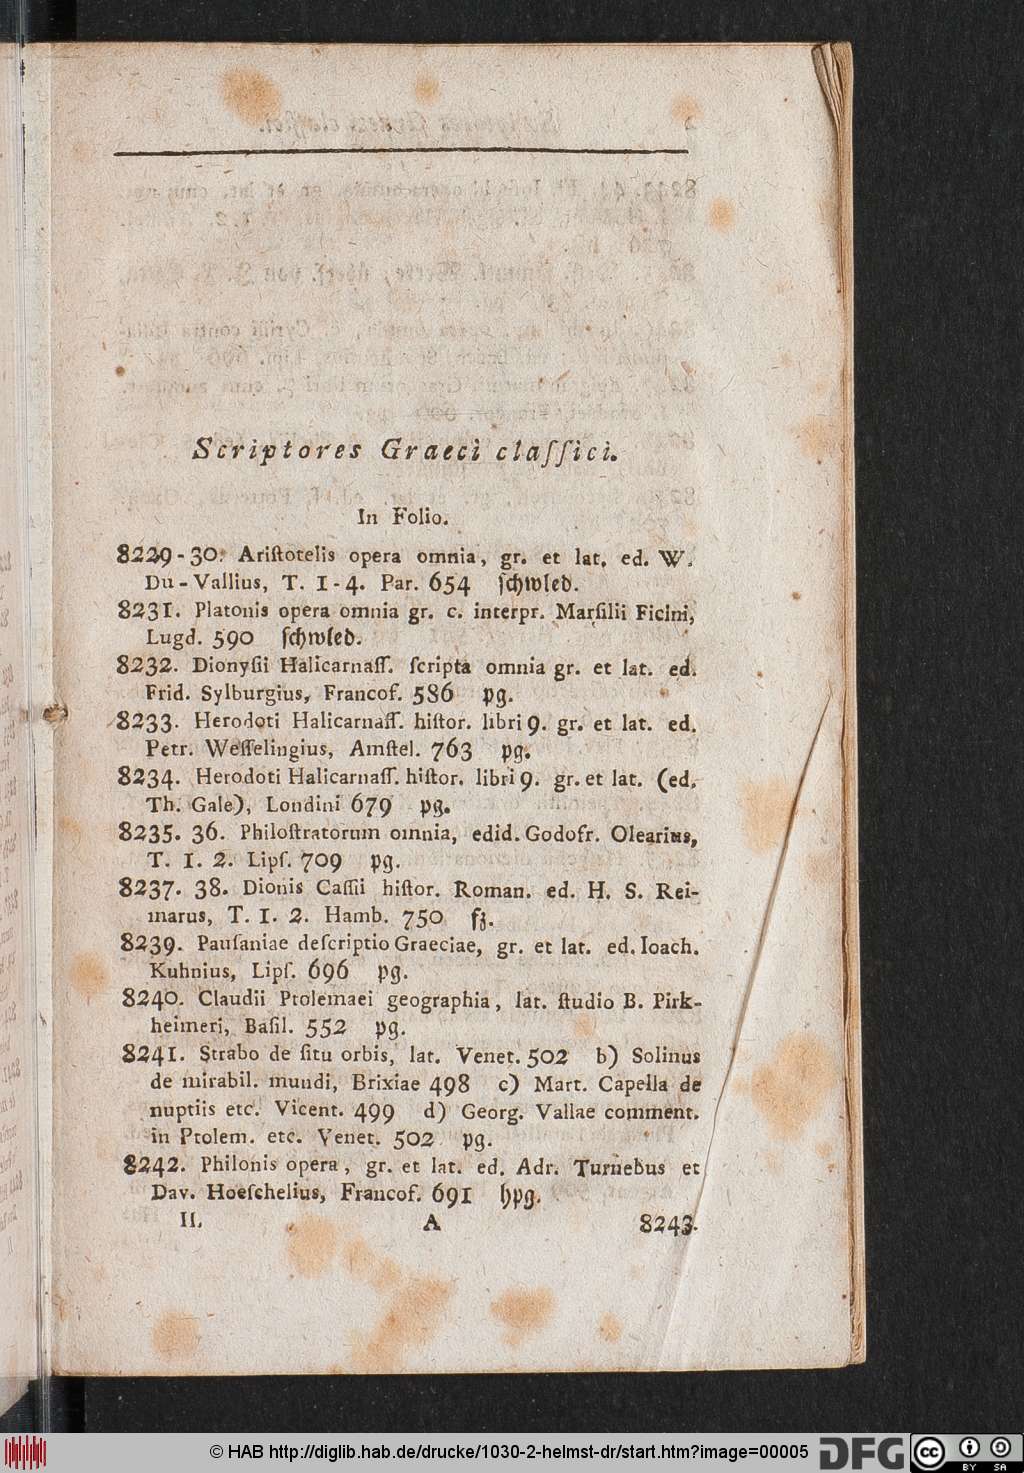 Scriptores Graeci claſſici.
In Folio.
8229-30. Ariſtotelis opera omnia, gr. et lat. ed. W.
Du-Vallius, T. 1-4. Par. 654 ſchwled.
8231. Platonis opera omnia gr. c. interpr. Marſilii Ficini,
Lugd. 590 ſchwled.
8232. Dionyſii Halicarnaſſ. ſcripta omnia gr. et lat. ed.
Frid. Sylburgius, Francof. 586 pg.
8233. Herodoti Halicarnaſſ. hiſtor. libri 9. gr. et lat. ed.
Petr. Weſſelingius, Amſtel. 763 pg.
8234. Herodoti Halicarnaſſ. hiſtor. libri 9. gr. et lat. (ed.
Th. Gale), Londini 679 pg.
8235. 36. Philoſtratorum omnia, edid. Godofr. Olearius,
T. 1. 2. Lipſ. 709 pg.
8237. 38. Dionis Caſſii hiſtor. Roman. ed. H. S. Rei-
marus, T. 1. 2. Hamb. 750 fz.
8239. Pauſaniae deſcriptio Graeciae, gr. et lat. ed. Ioach.
Kuhnius, Lipſ. 696 pg.
8240. Claudii Ptolemaei geographia, lat. ſtudio B. Pirk-
heimeri, Baſil. 552 pg.
8241. Strabo de ſitu orbis, lat. Venet. 502 b) Solinus
de mirabil. mundi, Brixiae 498 c) Mart. Capella de
nuptiis etc. Vicent. 499 d) Georg. Vallae comment.
in Ptolem. etc. Venet. 502 pg.
8242. Philonis opera, gr. et lat. ed. Adr. Turnebus et
Dav. Hoeſchelius, Francof. 691 hpg.
II. A 8243.
© HAB http://diglib.hab.de/drucke/1030-2-helmst-dr/start.htm?image=00005 DFG cc BY SA